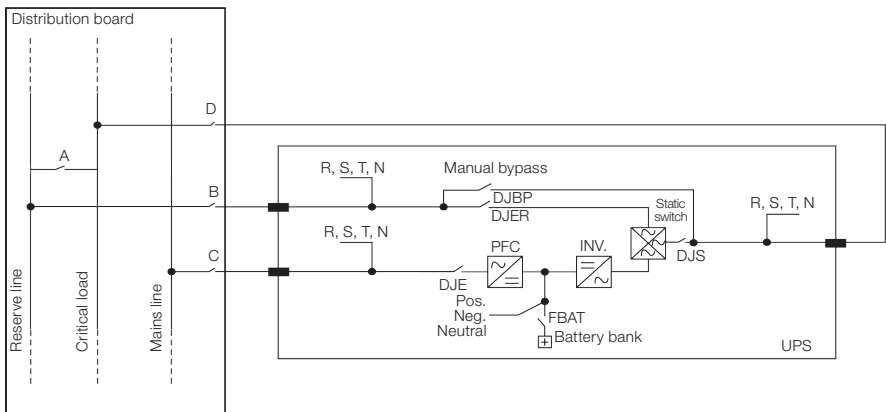 Distribution board
D
A
R, S, T, N
Manual bypass
B
DJBP
DJER
Static
switch
R, S, T, N
R, S, T, N
C
PFC
INV.
DJS
DJE
Pos.
Neg.
Neutral
FBAT
Battery bank
Reserve line
Critical load
Mains line
UPS